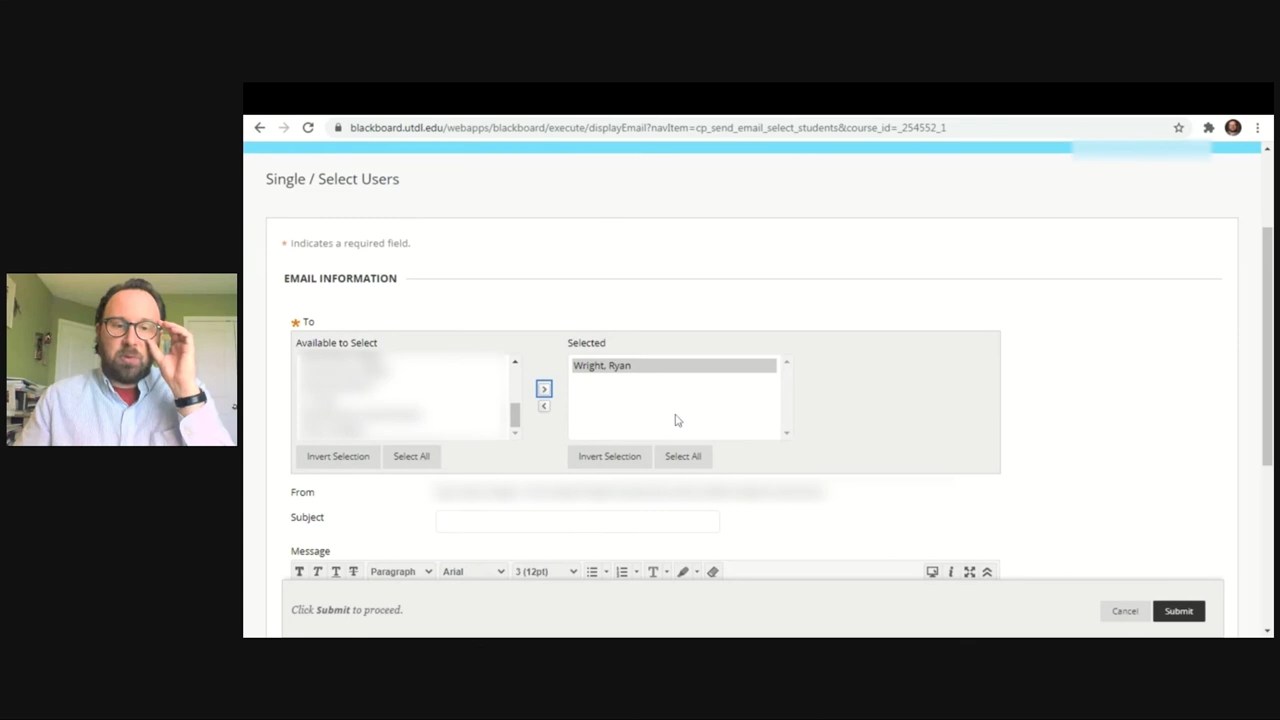 blackboard.utdl.edu/webapps/blackboard/execute/displayEmail?navItem=cp_send_email_select_students&course_id=_254552_1
Single / Select Users
* Indicates a required field.
EMAIL INFORMATION
* To
Available to Select
Selected
Wright, Ryan
Invert Selection
Select All
Invert Selection
Select All
From
Subject
Message
T T T T Paragraph Arial 3 (12pt) T i
Click Submit to proceed.
Cancel
Submit